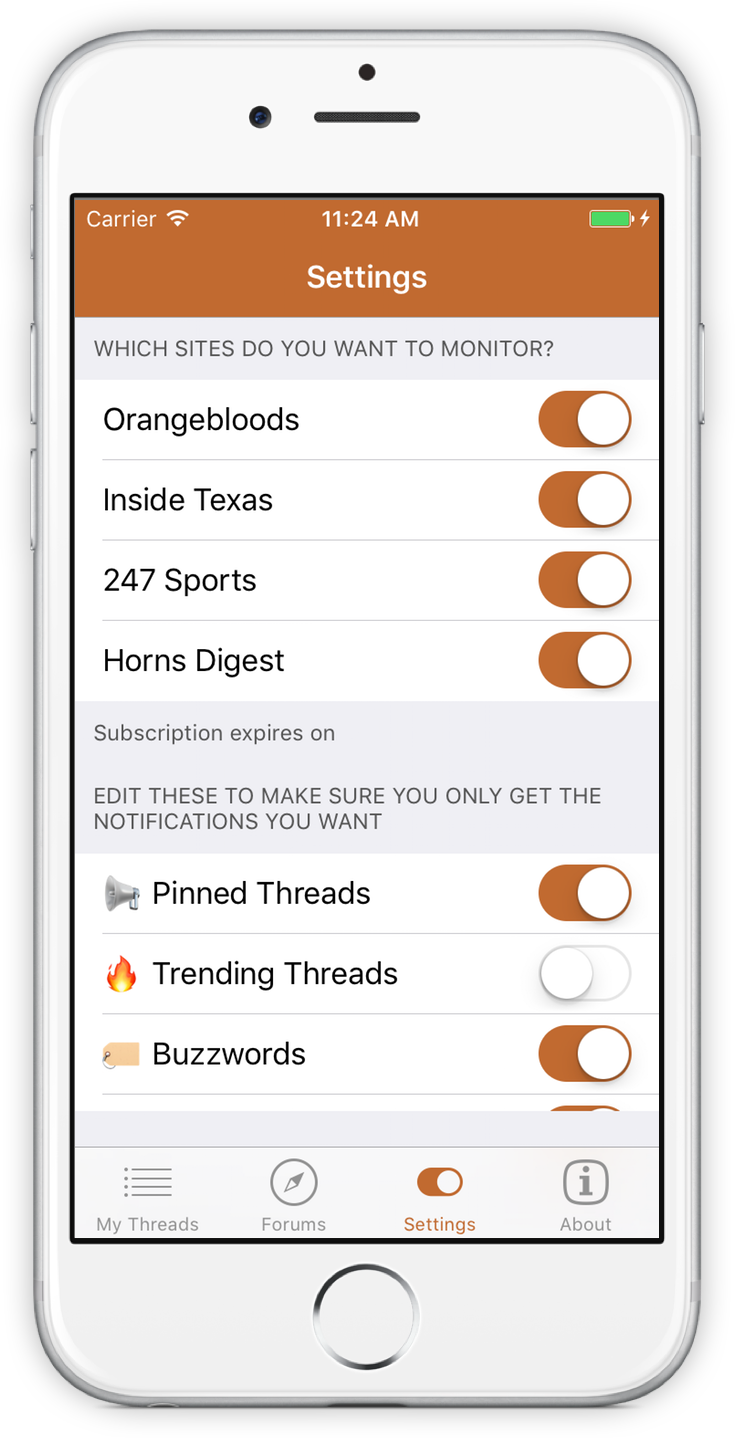 Carrier 11:24 AM
Settings
WHICH SITES DO YOU WANT TO MONITOR?
Orangebloods
Inside Texas
247 Sports
Horns Digest
Subscription expires on
EDIT THESE TO MAKE SURE YOU ONLY GET THE
NOTIFICATIONS YOU WANT
Pinned Threads
Trending Threads
Buzzwords
My Threads Forums Settings About